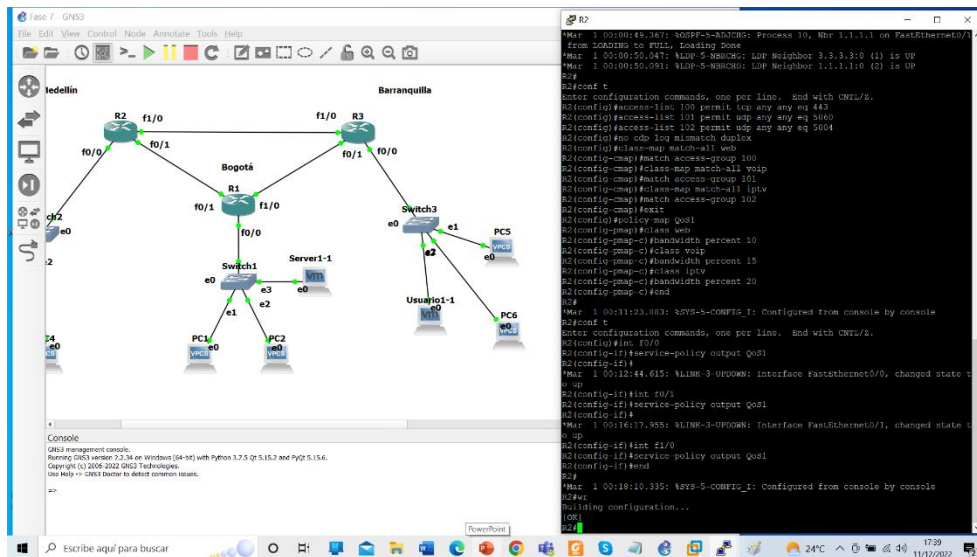 Fase 7 - GNS3
File Edit View Control Node Annotate Tools Help
Medellín
Barranquilla
R2
f1/0
f1/0
R3
f0/0
f0/1
f0/1
f0/0
Bogotá
R1
f0/1
f1/0
f0/0
Switch3
e0
e1
e2
PC5
e0
e0
Switch1
Server1-1
e0
e3
e0
e1
e2
Usuario1-1
e0
PC6
e0
PC1
e0
PC2
e0
e0
Console
GNS3 management console.
Running GNS3 version 2.2.34 on Windows (64-bit) with Python 3.7.5 Qt 5.15.2 and PyQt 5.15.6.
Copyright (c) 2006-2022 GNS3 Technologies.
Use Help -> GNS3 Doctor to detect common issues.
=>
R2
*Mar 1 00:00:49.367: %OSPF-5-ADJCHG: Process 10, Nbr 1.1.1.1 on FastEthernet0/1
from LOADING to FULL, Loading Done
*Mar 1 00:00:50.047: %LDP-5-NBRCHG: LDP Neighbor 3.3.3.3:0 (1) is UP
*Mar 1 00:00:50.091: %LDP-5-NBRCHG: LDP Neighbor 1.1.1.1:0 (2) is UP
R2#
R2#conf t
Enter configuration commands, one per line. End with CNTL/Z.
R2(config)#access-list 100 permit tcp any any eq 443
R2(config)#access-list 101 permit udp any any eq 5060
R2(config)#access-list 102 permit udp any any eq 5004
R2(config)#no cdp log mismatch duplex
R2(config)#class-map match-all web
R2(config-cmap)#match access-group 100
R2(config-cmap)#class-map match-all voip
R2(config-cmap)#match access-group 101
R2(config-cmap)#class-map match-all iptv
R2(config-cmap)#match access-group 102
R2(config-cmap)#exit
R2(config)#policy-map QoS1
R2(config-pmap)#class web
R2(config-pmap-c)#bandwidth percent 10
R2(config-pmap-c)#class voip
R2(config-pmap-c)#bandwidth percent 15
R2(config-pmap-c)#class iptv
R2(config-pmap-c)#bandwidth percent 20
R2(config-pmap-c)#end
R2#
*Mar 1 00:11:23.803: %SYS-5-CONFIG_I: Configured from console by console
R2#conf t
Enter configuration commands, one per line. End with CNTL/Z.
R2(config)#int f0/0
R2(config-if)#service-policy output QoS1
R2(config-if)#
*Mar 1 00:12:44.615: %LINK-3-UPDOWN: Interface FastEthernet0/0, changed state t
o up
R2(config-if)#int f0/1
R2(config-if)#service-policy output QoS1
R2(config-if)#
*Mar 1 00:16:17.955: %LINK-3-UPDOWN: Interface FastEthernet0/1, changed state t
o up
R2(config-if)#int f1/0
R2(config-if)#service-policy output QoS1
R2(config-if)#end
R2#
*Mar 1 00:18:10.335: %SYS-5-CONFIG_I: Configured from console by console
R2#wr
Building configuration...
[OK]
R2#
PowerPoint
Escribe aquí para buscar
24°C
17:39
11/12/2022